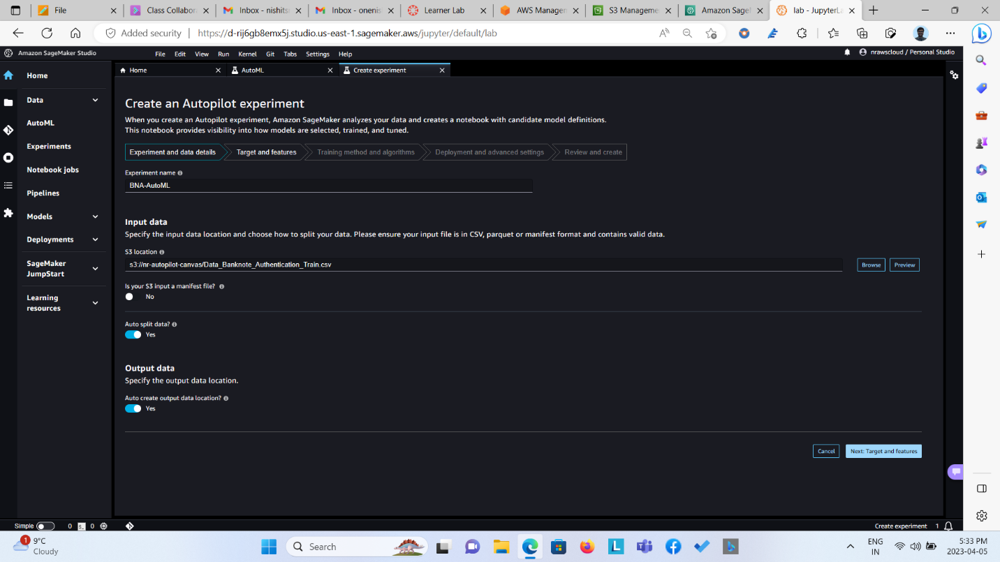 File
Class Collabora
Inbox - nishits
Inbox - onenis
Learner Lab
AWS Managem
S3 Manageme
Amazon SageM
lab - JupyterLa
Added security
https://d-rij6gb8emx5j.studio.us-east-1.sagemaker.aws/jupyter/default/lab
Amazon SageMaker Studio
File Edit View Run Kernel Git Tabs Settings Help
nrawscloud / Personal Studio
Home
AutoML
Create experiment
Home
Data
AutoML
Experiments
Notebook jobs
Pipelines
Models
Deployments
SageMaker
JumpStart
Learning
resources
Create an Autopilot experiment
When you create an Autopilot experiment, Amazon SageMaker analyzes your data and creates a notebook with candidate model definitions.
This notebook provides visibility into how models are selected, trained, and tuned.
Experiment and data details
Target and features
Training method and algorithms
Deployment and advanced settings
Review and create
Experiment name
BNA-AutoML
Input data
Specify the input data location and choose how to split your data. Please ensure your input file is in CSV, parquet or manifest format and contains valid data.
S3 location
s3://nr-autopilot-canvas/Data_Banknote_Authentication_Train.csv
Browse
Preview
Is your S3 input a manifest file?
No
Auto split data?
Yes
Output data
Specify the output data location.
Auto create output data location?
Yes
Cancel
Next: Target and features
Simple
0
0
Create experiment
1
1
9°C
Cloudy
Search
ENG
IN
5:33 PM
2023-04-05